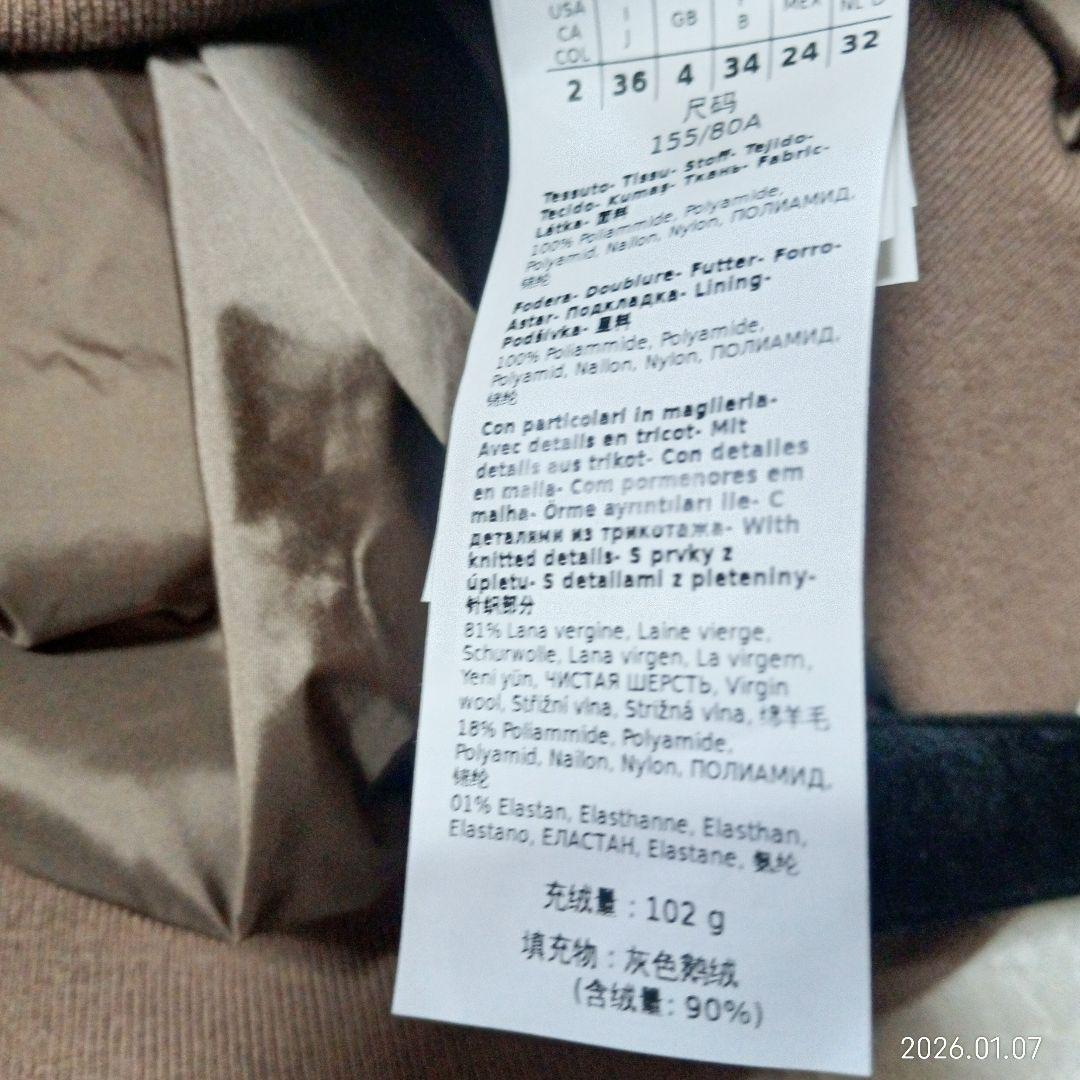 USA I GB F MEX NL D
CA J B
COL
2 36 4 34 24 32
尺码
155/80A
Tessuto- Tissu- Stoff- Tejido-
Tecido- Kumas- Ткань- Fabric-
Látka- 面料
100% Poliammide, Polyamide,
Polyamid, Nailon, Nylon, ПОЛИАМИД,
锦纶
Fodera- Doublure- Futter- Forro-
Astar- Подкладка- Lining-
Podšívka- 里料
100% Poliammide, Polyamide,
Polyamid, Nailon, Nylon, ПОЛИАМИД,
锦纶
Con particolari in maglieria-
Avec details en tricot- Mit
details aus trikot- Con detalles
en malla- Com pormenores em
malha- Örme ayrıntıları ile- C
деталями из трикотажа- With
knitted details- S prvky z
úpletu- S detailami z pleteniny-
针织部分
81% Lana vergine, Laine vierge,
Schurwolle, Lana virgen, La virgem,
Yeni yün, ЧИСТАЯ ШЕРСТЬ, Virgin
wool, Střižní vlna, Strižná vlna, 绵羊毛
18% Poliammide, Polyamide,
Polyamid, Nailon, Nylon, ПОЛИАМИД,
锦纶
01% Elastan, Elasthanne, Elasthan,
Elastano, ЕЛАСТАН, Elastane, 氨纶
充绒量：102 g
填充物：灰色鹅绒
(含绒量: 90%)
2026.01.07